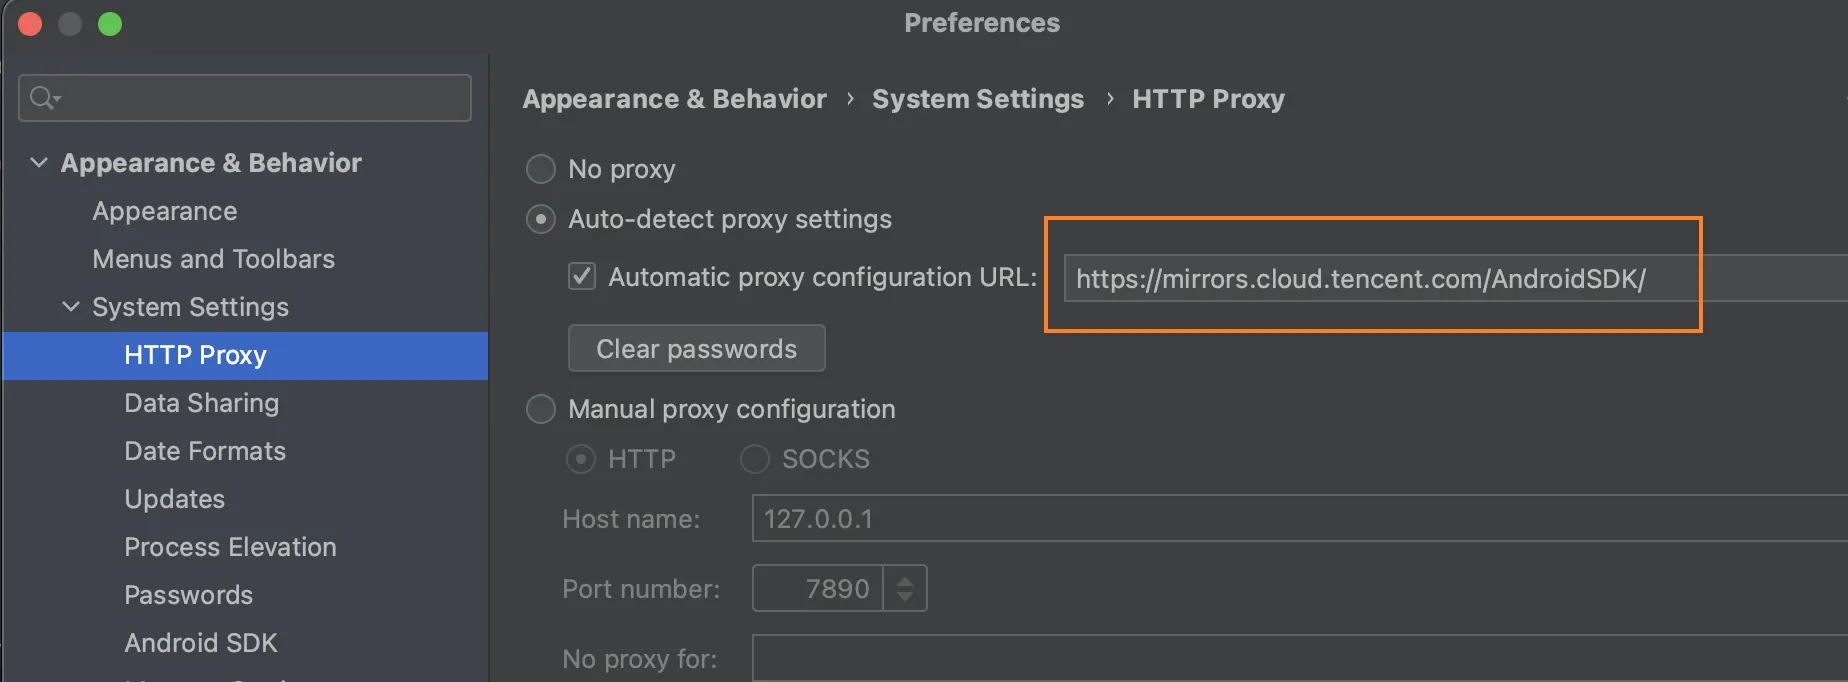 Preferences
Appearance & Behavior
Appearance
Menus and Toolbars
System Settings
HTTP Proxy
Data Sharing
Date Formats
Updates
Process Elevation
Passwords
Android SDK
Appearance & Behavior › System Settings › HTTP Proxy
No proxy
Auto-detect proxy settings
Automatic proxy configuration URL: https://mirrors.cloud.tencent.com/AndroidSDK/
Clear passwords
Manual proxy configuration
HTTP SOCKS
Host name: 127.0.0.1
Port number: 7890
No proxy for: